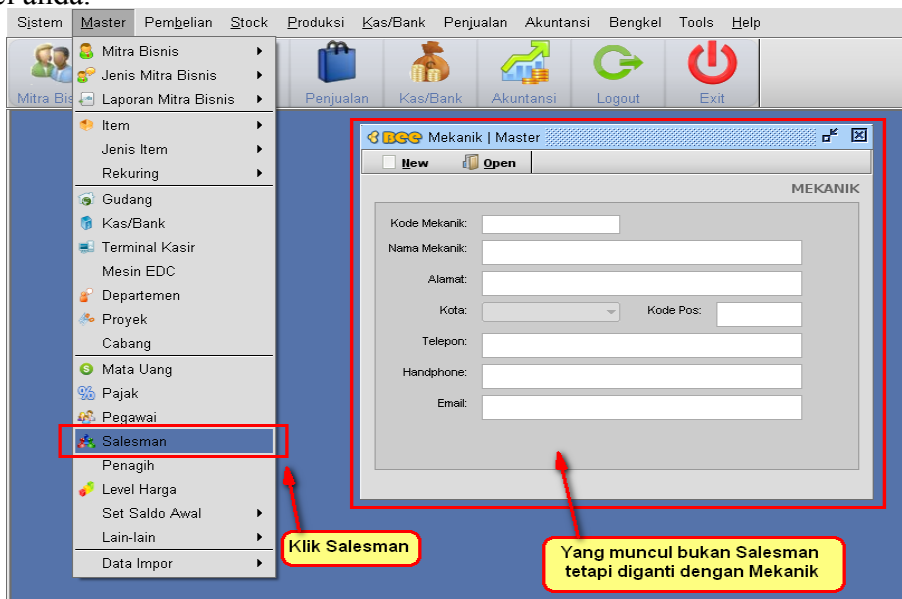 Sistem Master Pembelian Stock Produksi Kas/Bank Penjualan Akuntansi Bengkel Tools Help
Mitra Bis
Penjualan Kas/Bank Akuntansi Logout Exit
Mitra Bisnis
Jenis Mitra Bisnis
Laporan Mitra Bisnis
Item
Jenis Item
Rekuring
Gudang
Kas/Bank
Terminal Kasir
Mesin EDC
Departemen
Proyek
Cabang
Mata Uang
Pajak
Pegawai
Salesman
Penagih
Level Harga
Set Saldo Awal
Lain-lain
Data Impor
BEE Mekanik | Master
New Open
MEKANIK
Kode Mekanik:
Nama Mekanik:
Alamat:
Kota: Kode Pos:
Telepon:
Handphone:
Email:
Klik Salesman
Yang muncul bukan Salesman
tetapi diganti dengan Mekanik